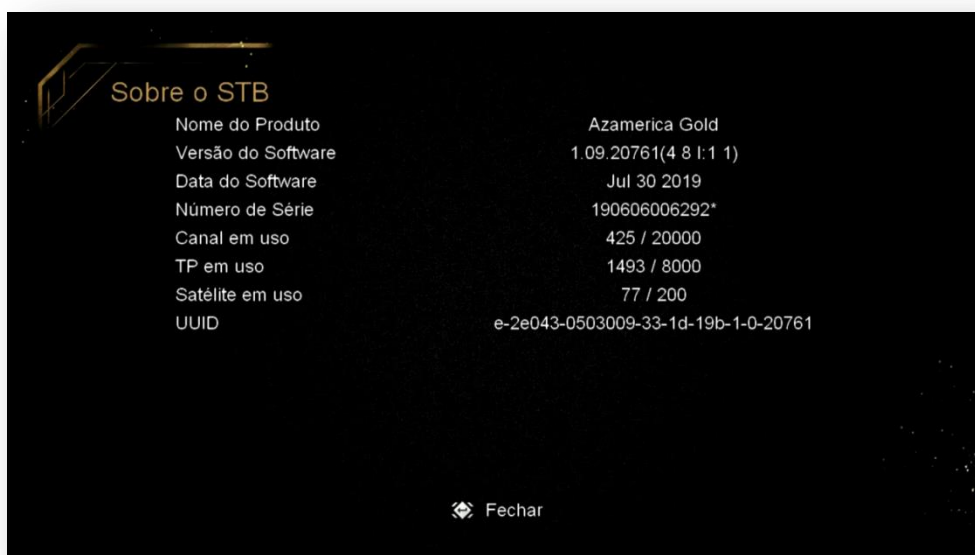 Sobre o STB
Nome do Produto Azamerica Gold
Versão do Software 1.09.20761(4 8 I:1 1)
Data do Software Jul 30 2019
Número de Série 190606006292*
Canal em uso 425 / 20000
TP em uso 1493 / 8000
Satélite em uso 77 / 200
UUID e-2e043-0503009-33-1d-19b-1-0-20761
Fechar